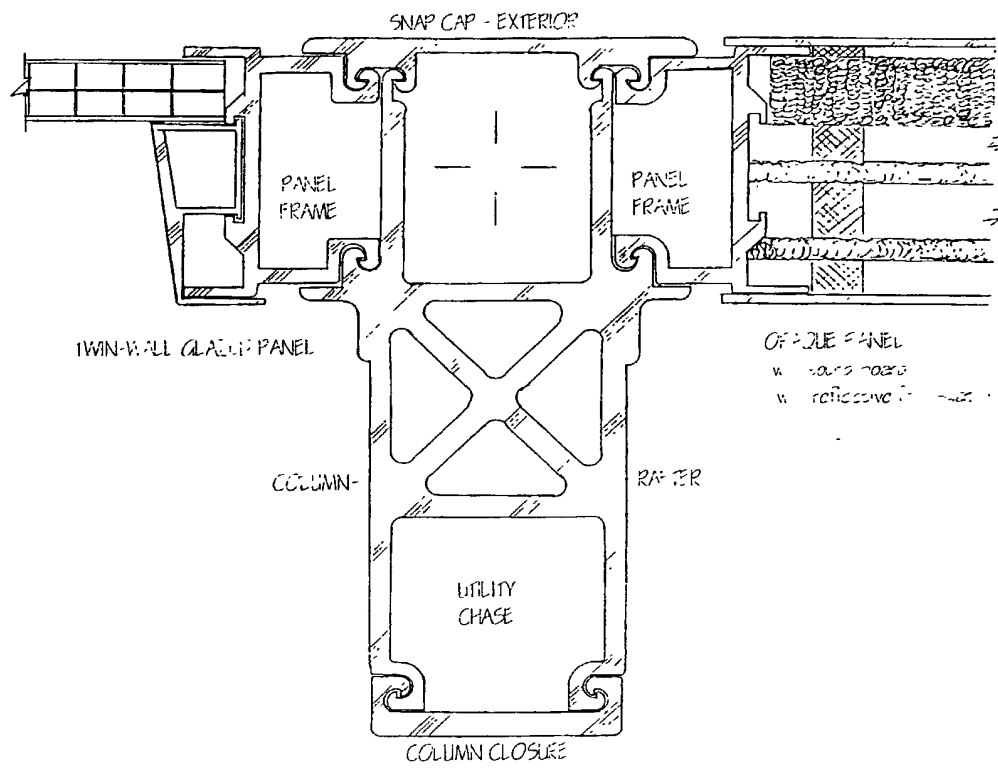 SNAP CAP - EXTERIOR
PANEL
FRAME
PANEL
FRAME
TWIN-WALL GLAZED PANEL
OPAQUE PANEL
COLUMN-
RAFTER
UTILITY
CHASE
COLUMN CLOSURE